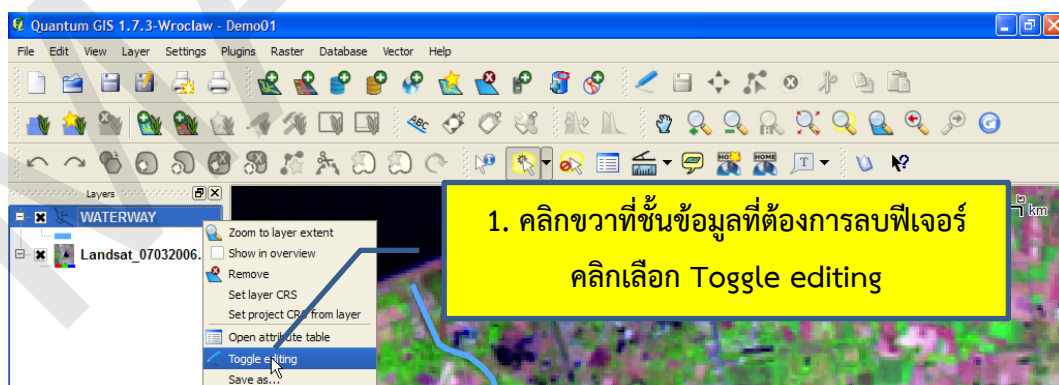 Quantum GIS 1.7.3-Wroclaw - Demo01
File Edit View Layer Settings Plugins Raster Database Vector Help
ABC
HOME
T
Layers
WATERWAY
Landsat_07032006.
Zoom to layer extent
Show in overview
Remove
Set layer CRS
Set project CRS from layer
Open attribute table
Toggle editing
Save as...
1. คลิกขวาที่ชั้นข้อมูลที่ต้องการลบฟีเจอร์
คลิกเลือก Toggle editing
km